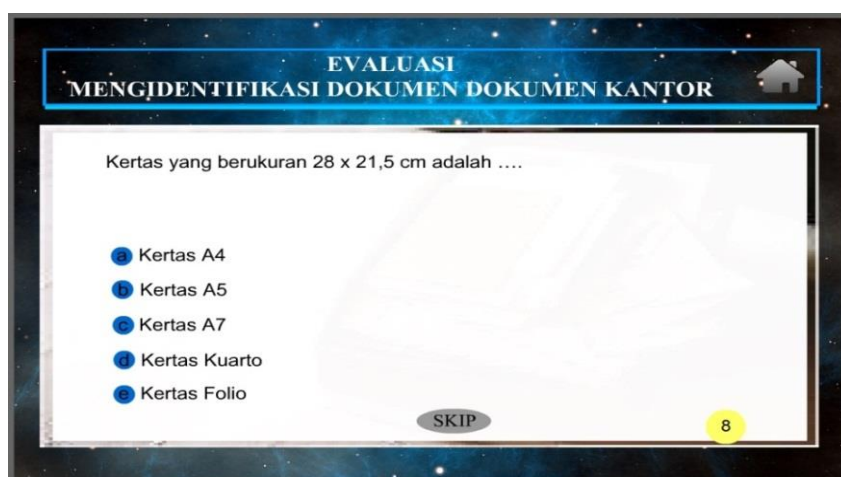 EVALUASI
MENGIDENTIFIKASI DOKUMEN DOKUMEN KANTOR
Kertas yang berukuran 28 x 21,5 cm adalah ....
a Kertas A4
b Kertas A5
c Kertas A7
d Kertas Kuarto
e Kertas Folio
SKIP
8